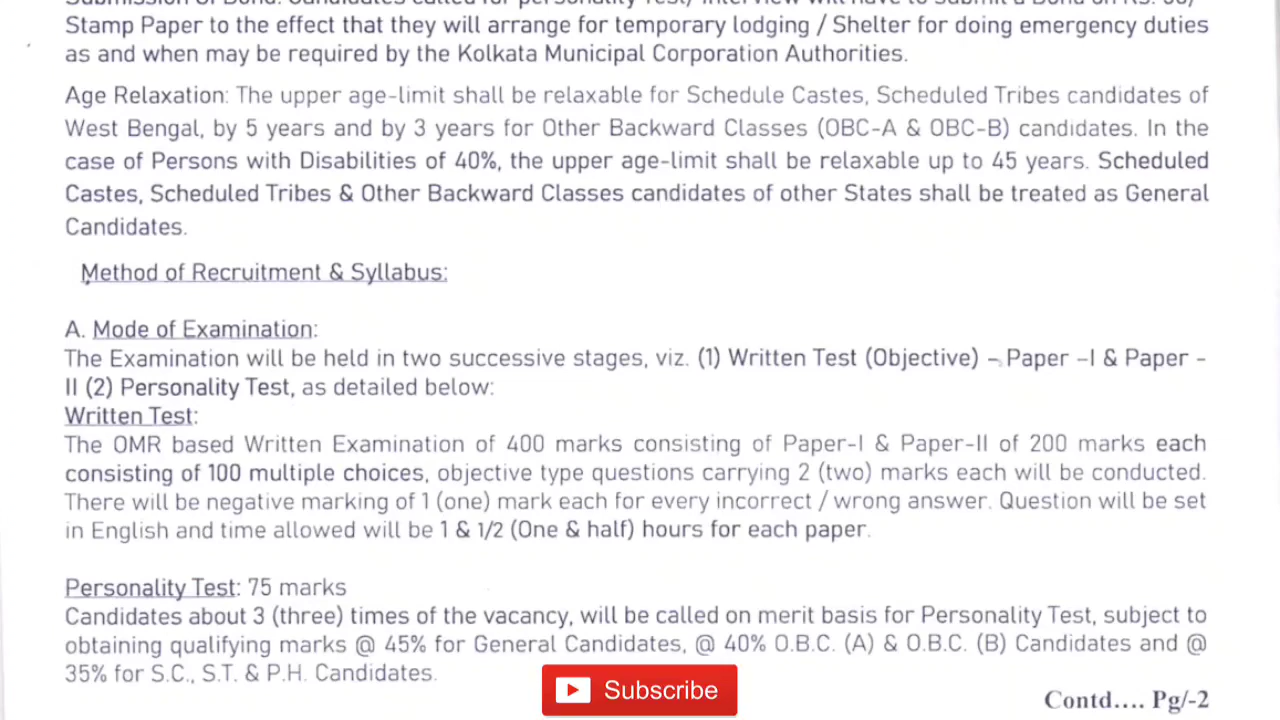 Stamp Paper to the effect that they will arrange for temporary lodging / Shelter for doing emergency duties
as and when may be required by the Kolkata Municipal Corporation Authorities.
Age Relaxation: The upper age-limit shall be relaxable for Schedule Castes, Scheduled Tribes candidates of
West Bengal, by 5 years and by 3 years for Other Backward Classes (OBC-A & OBC-B) candidates. In the
case of Persons with Disabilities of 40%, the upper age-limit shall be relaxable up to 45 years. Scheduled
Castes, Scheduled Tribes & Other Backward Classes candidates of other States shall be treated as General
Candidates.
Method of Recruitment & Syllabus:
A. Mode of Examination:
The Examination will be held in two successive stages, viz. (1) Written Test (Objective) – Paper –I & Paper –
II (2) Personality Test, as detailed below:
Written Test:
The OMR based Written Examination of 400 marks consisting of Paper-I & Paper-II of 200 marks each
consisting of 100 multiple choices, objective type questions carrying 2 (two) marks each will be conducted.
There will be negative marking of 1 (one) mark each for every incorrect / wrong answer. Question will be set
in English and time allowed will be 1 & 1/2 (One & half) hours for each paper.
Personality Test: 75 marks
Candidates about 3 (three) times of the vacancy, will be called on merit basis for Personality Test, subject to
obtaining qualifying marks @ 45% for General Candidates, @ 40% O.B.C. (A) & O.B.C. (B) Candidates and @
35% for S.C., S.T. & P.H. Candidates.
Subscribe
Contd.... Pg/-2